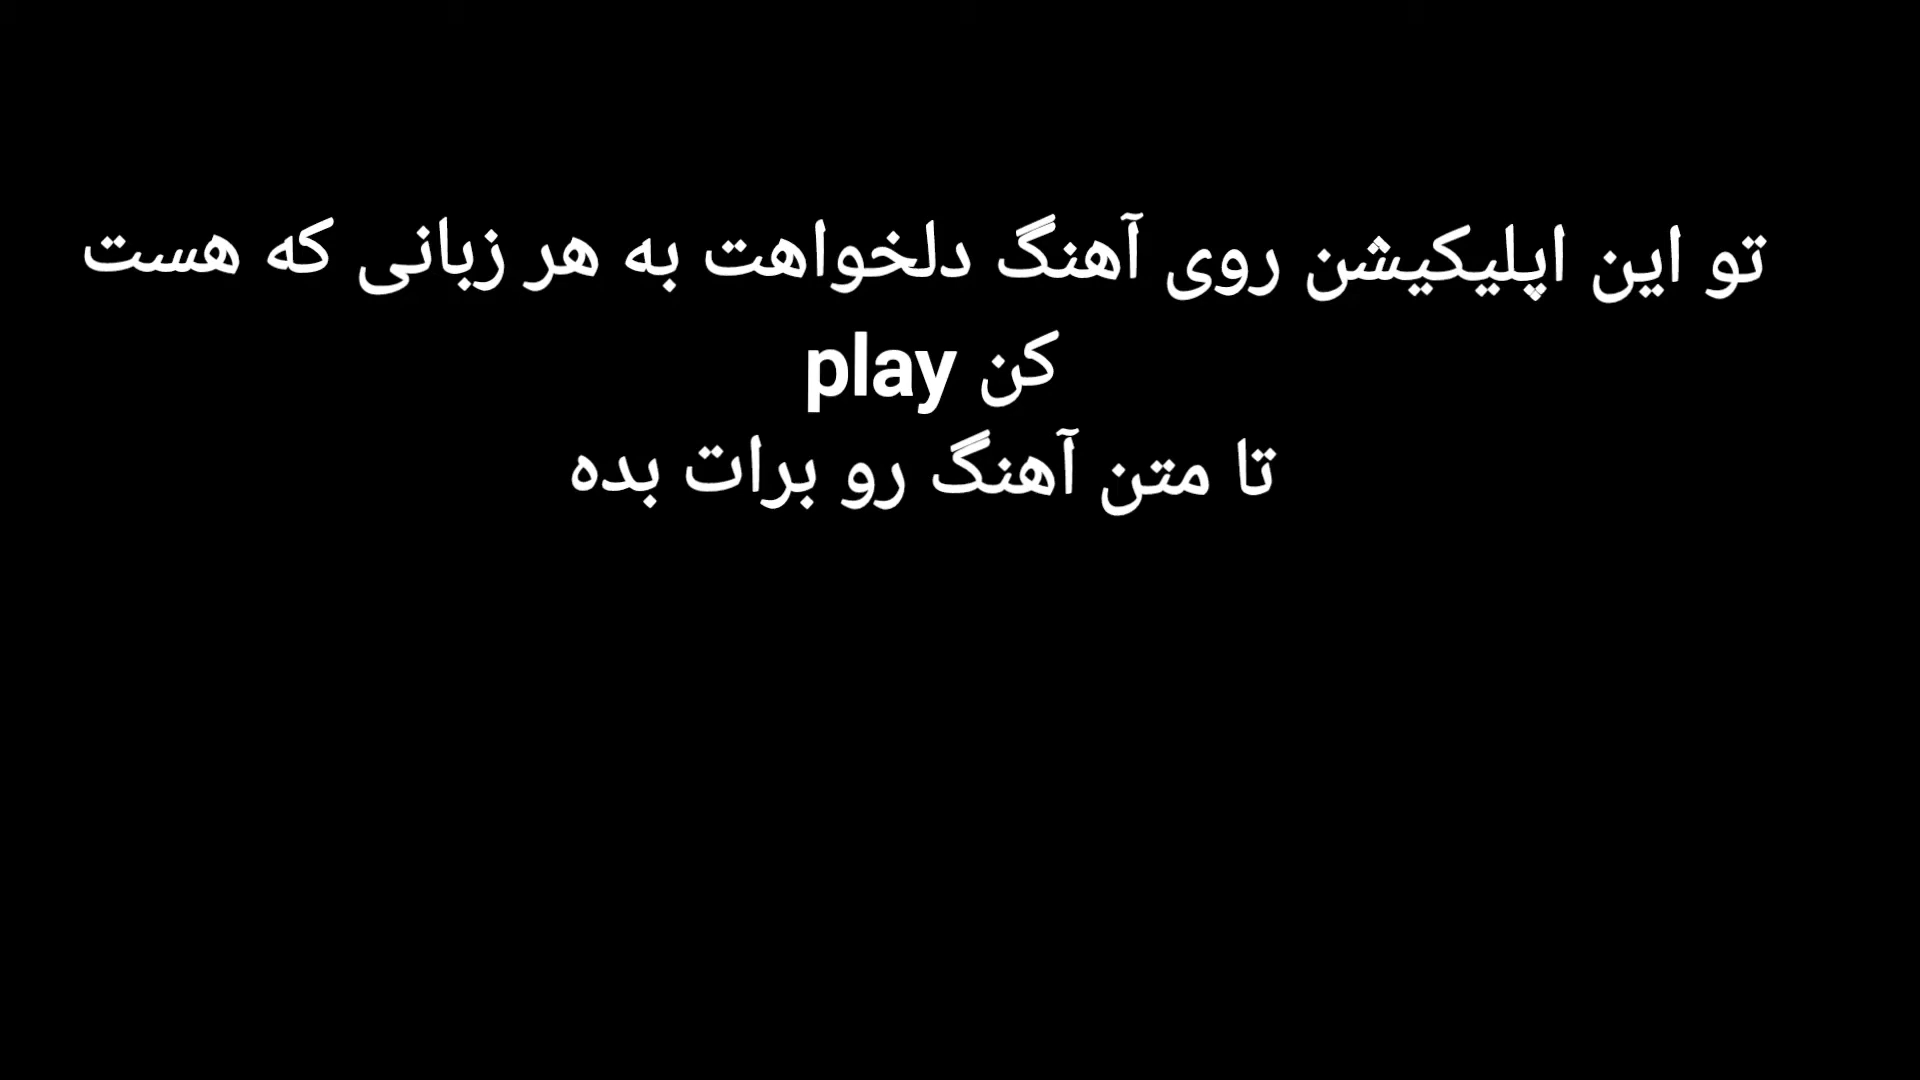 تو این اپلیکیشن روی آهنگ دلخواهت به هر زبانی که هست
کن play
تا متن آهنگ رو برات بده